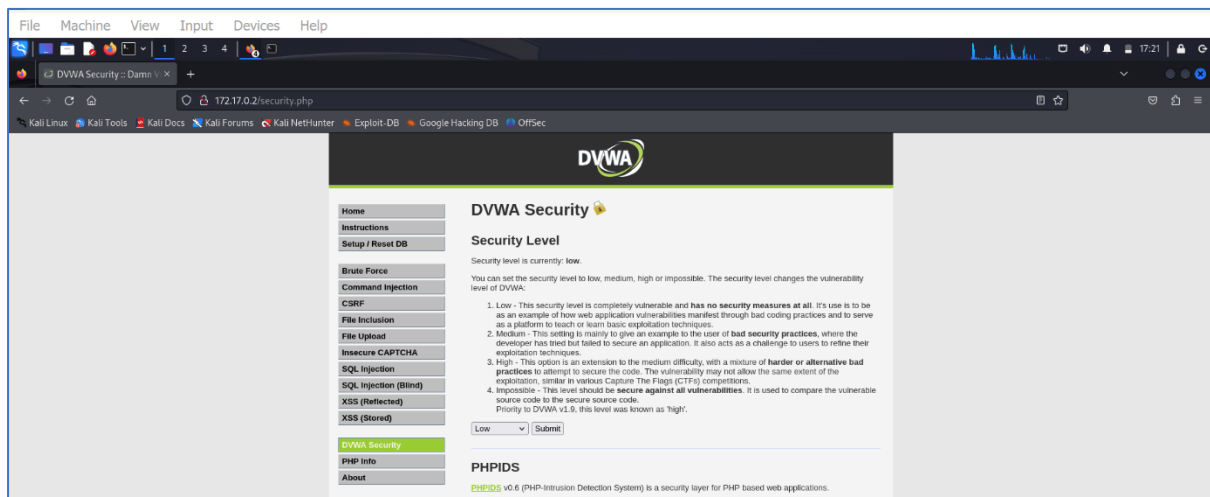 File Machine View Input Devices Help
1 2 3 4 17:21
DVWA Security :: Damn V
172.17.0.2/security.php
Kali Linux Kali Tools Kali Docs Kali Forums Kali NetHunter Exploit-DB Google Hacking DB OffSec
DVWA
Home
Instructions
Setup / Reset DB
Brute Force
Command Injection
CSRF
File Inclusion
File Upload
Insecure CAPTCHA
SQL Injection
SQL Injection (Blind)
XSS (Reflected)
XSS (Stored)
DVWA Security
PHP Info
About
DVWA Security
Security Level
Security level is currently: low.
You can set the security level to low, medium, high or impossible. The security level changes the vulnerability
level of DVWA:
1. Low - This security level is completely vulnerable and has no security measures at all. It's use is to be
as an example of how web application vulnerabilities manifest through bad coding practices and to serve
as a platform to teach or learn basic exploitation techniques.
2. Medium - This setting is mainly to give an example to the user of bad security practices, where the
developer has tried but failed to secure an application. It also acts as a challenge to users to refine their
exploitation techniques.
3. High - This option is an extension to the medium difficulty, with a mixture of harder or alternative bad
practices to attempt to secure the code. The vulnerability may not allow the same extent of the
exploitation, similar in various Capture The Flags (CTFs) competitions.
4. Impossible - This level should be secure against all vulnerabilities. It is used to compare the vulnerable
source code to the secure source code.
Priority to DVWA v1.9, this level was known as 'high'.
Low Submit
PHPIDS
PHPIDS v0.6 (PHP-Intrusion Detection System) is a security layer for PHP based web applications.